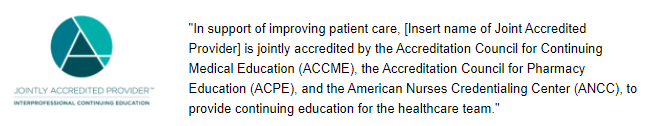 JOINTLY ACCREDITED PROVIDER™
INTERPROFESSIONAL CONTINUING EDUCATION
"In support of improving patient care, [Insert name of Joint Accredited
Provider] is jointly accredited by the Accreditation Council for Continuing
Medical Education (ACCME), the Accreditation Council for Pharmacy
Education (ACPE), and the American Nurses Credentialing Center (ANCC), to
provide continuing education for the healthcare team."